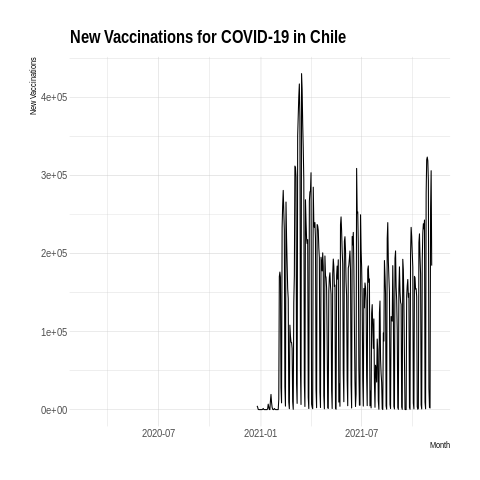 New Vaccinations for COVID-19 in Chile
New Vaccinations
4e+05
3e+05
2e+05
1e+05
0e+00
2020-07
2021-01
2021-07
Month